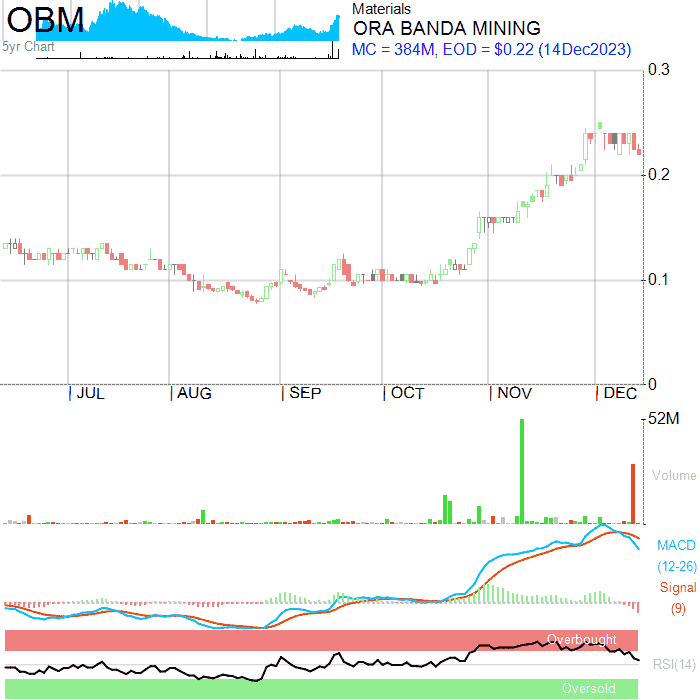 OBM
5yr Chart
Materials
ORA BANDA MINING
MC = 384M, EOD = $0.22 (14Dec2023)
0.3
0.2
0.1
0
JUL AUG SEP OCT NOV DEC
52M
Volume
MACD
(12-26)
Signal
(9)
Overbought
RSI(14)
Oversold